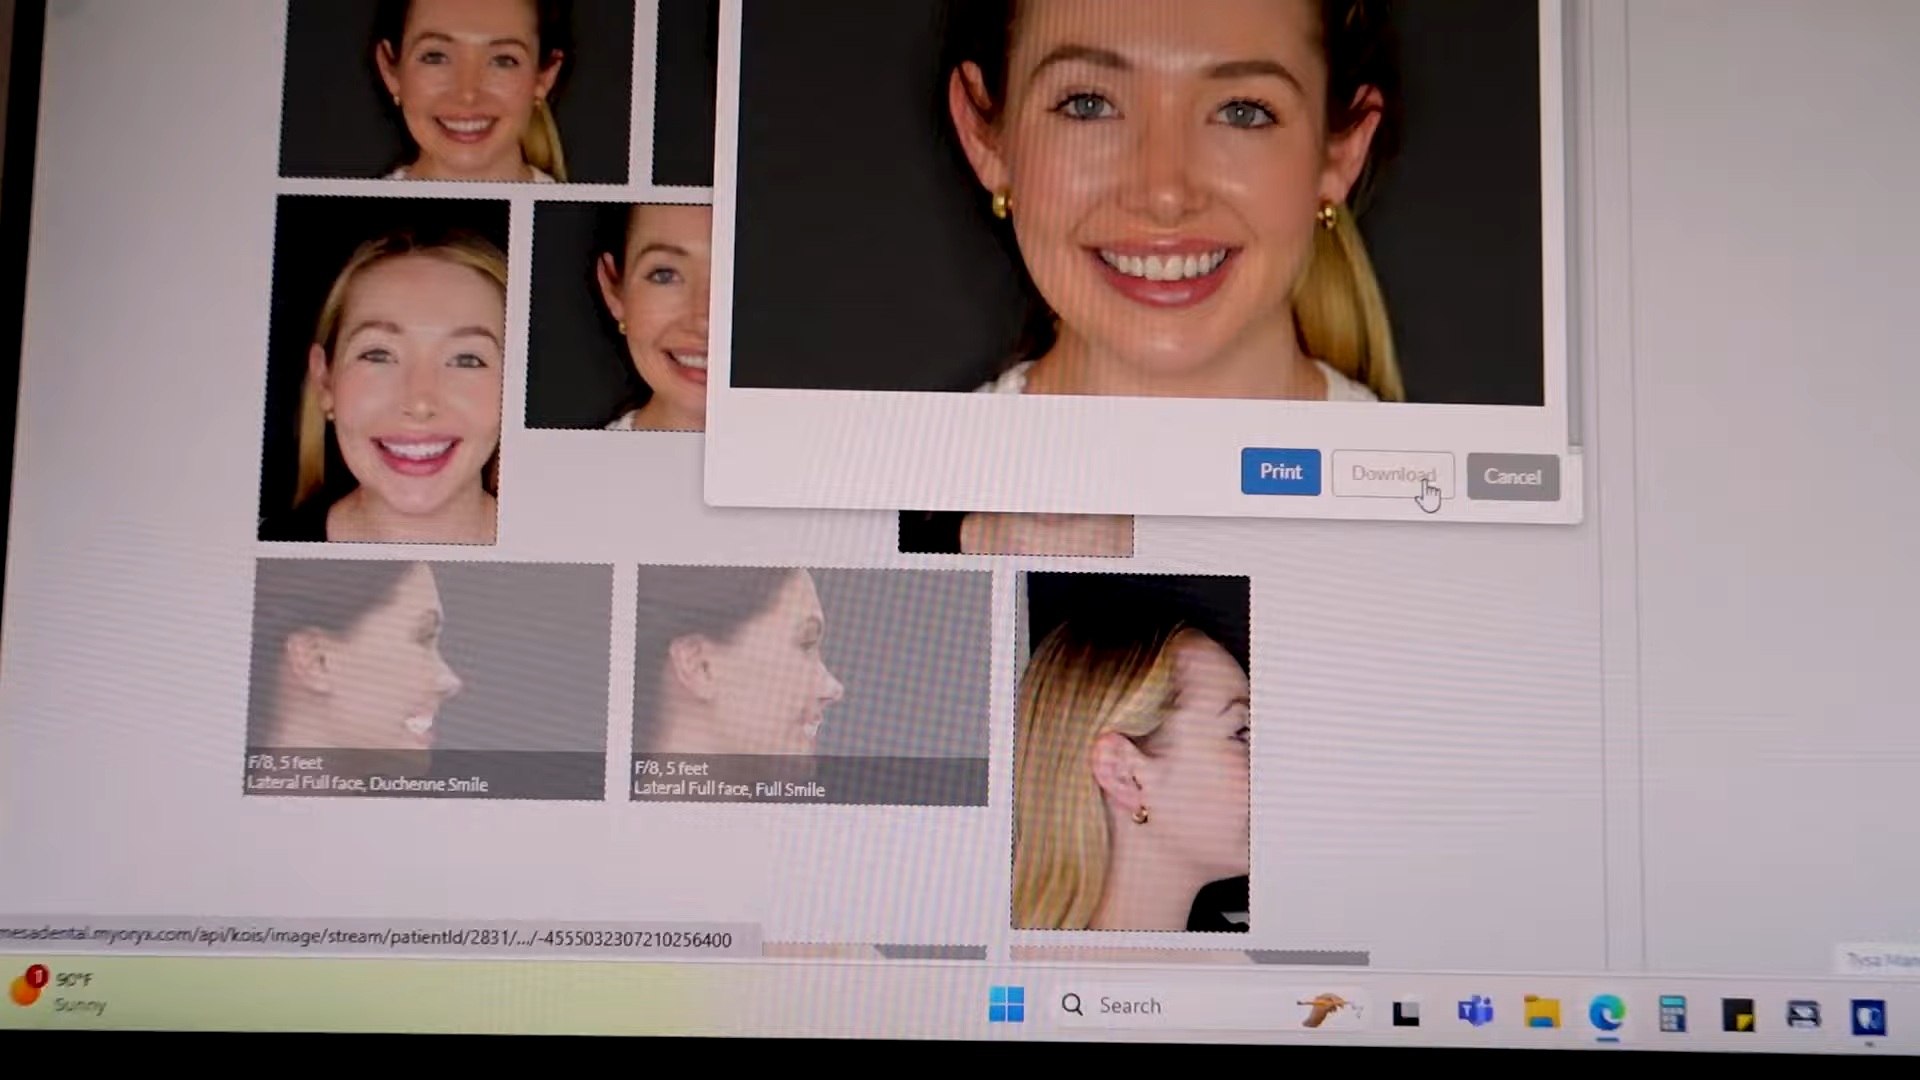 Print
Download
Cancel
F/8, 5 feet
Lateral Full face, Duchenne Smile
F/8, 5 feet
Lateral Full face, Full Smile
mesadental.myoryx.com/api/kois/image/stream/patientId/2831/.../-4555032307210256400
1
90°F
Sunny
Search